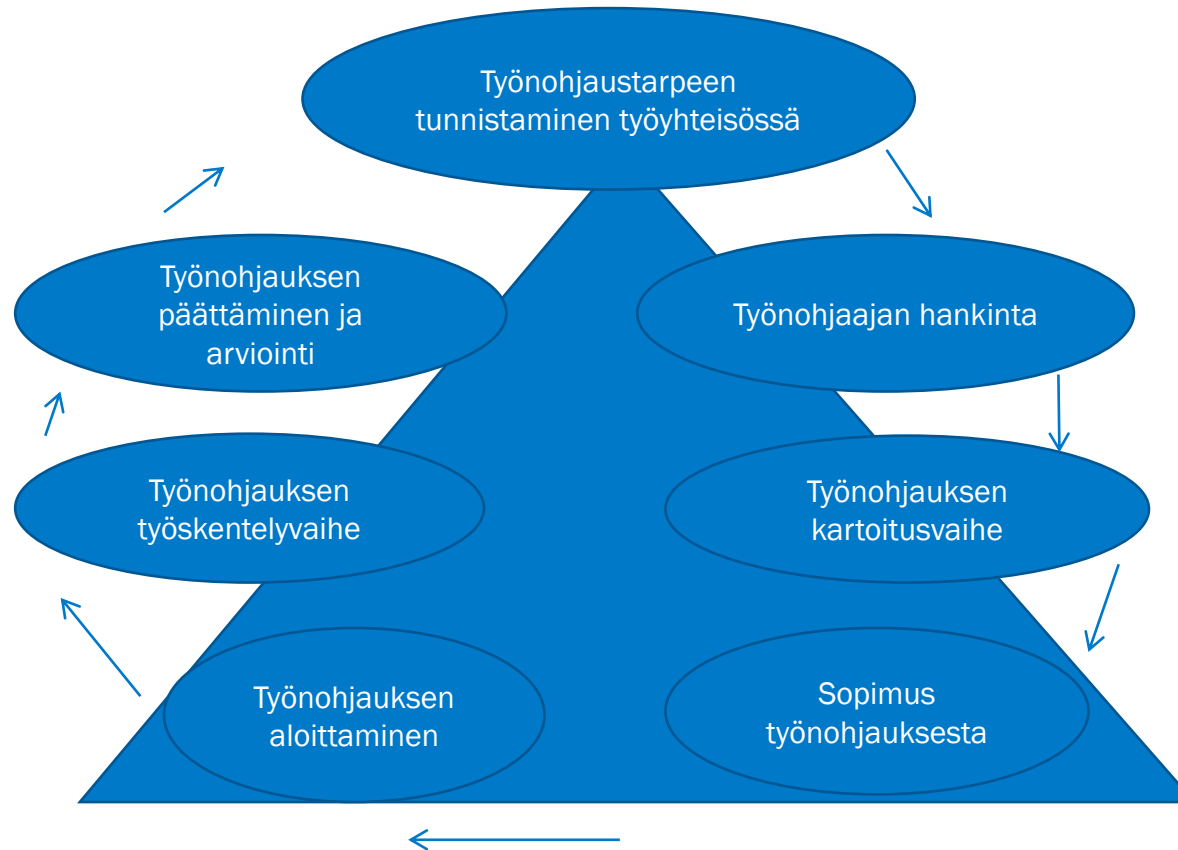 Työnohjaustarpeen
tunnistaminen työyhteisössä
Työnohjauksen
päättäminen ja
arviointi
Työnohjaajan hankinta
Työnohjauksen
työskentelyvaihe
Työnohjauksen
kartoitusvaihe
Työnohjauksen
aloittaminen
Sopimus
työnohjauksesta